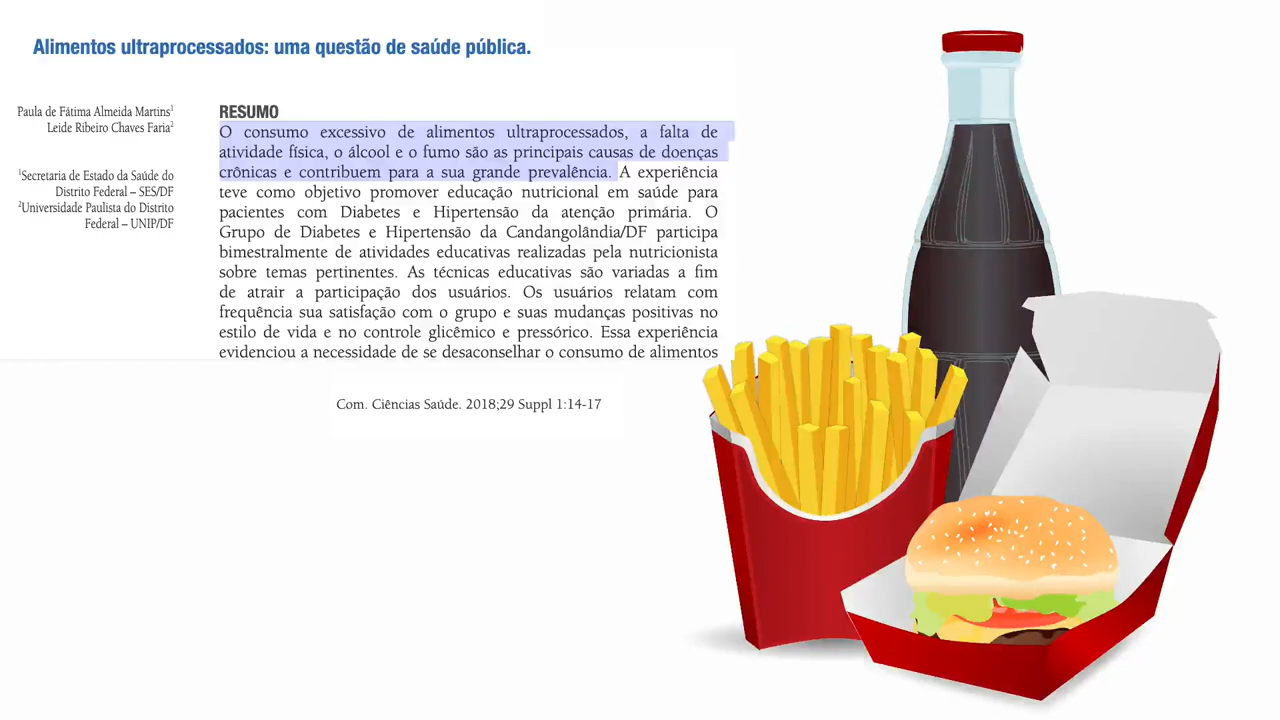 Alimentos ultraprocessados: uma questão de saúde pública.
Paula de Fátima Almeida Martins¹
Leide Ribeiro Chaves Faria²
¹Secretaria de Estado da Saúde do
Distrito Federal – SES/DF
²Universidade Paulista do Distrito
Federal – UNIP/DF
RESUMO
O consumo excessivo de alimentos ultraprocessados, a falta de
atividade física, o álcool e o fumo são as principais causas de doenças
crônicas e contribuem para a sua grande prevalência. A experiência
teve como objetivo promover educação nutricional em saúde para
pacientes com Diabetes e Hipertensão da atenção primária. O
Grupo de Diabetes e Hipertensão da Candangolândia/DF participa
bimestralmente de atividades educativas realizadas pela nutricionista
sobre temas pertinentes. As técnicas educativas são variadas a fim
de atrair a participação dos usuários. Os usuários relatam com
frequência sua satisfação com o grupo e suas mudanças positivas no
estilo de vida e no controle glicêmico e pressórico. Essa experiência
evidenciou a necessidade de se desaconselhar o consumo de alimentos
Com. Ciências Saúde. 2018;29 Suppl 1:14-17